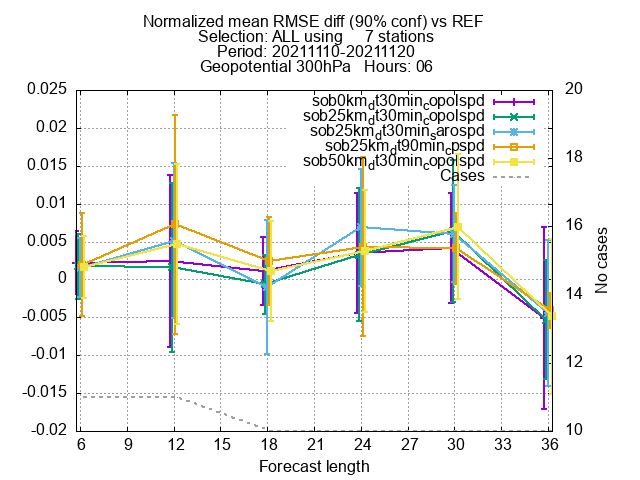 Normalized mean RMSE diff (90% conf) vs REF
Selection: ALL using 7 stations
Period: 20211110-20211120
Geopotential 300hPa Hours: 06
0.025
0.02
0.015
0.01
0.005
0
-0.005
-0.01
-0.015
-0.02
20
18
16
14
12
10
No cases
sob0km_dt30min_copolspd
sob25km_dt30min_copolspd
sob25km_dt30min_sarospd
sob25km_dt90min_cpspd
sob50km_dt30min_copolspd
Cases
6 9 12 15 18 21 24 27 30 33 36
Forecast length